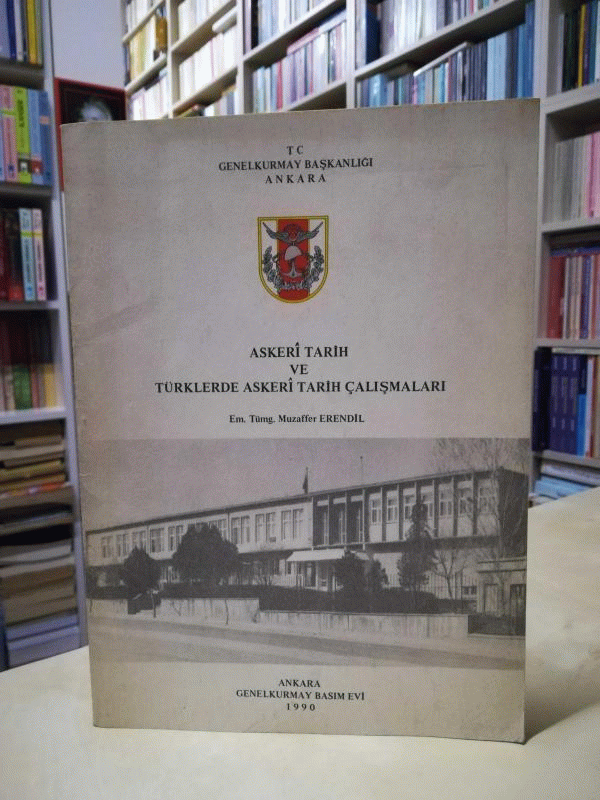 T C
GENELKURMAY BAŞKANLIĞI
ANKARA
ASKERÎ TARİH
VE
TÜRKLERDE ASKERÎ TARİH ÇALIŞMALARI
Em. Tümg. Muzaffer ERENDİL
ANKARA
GENELKURMAY BASIM EVİ
1990